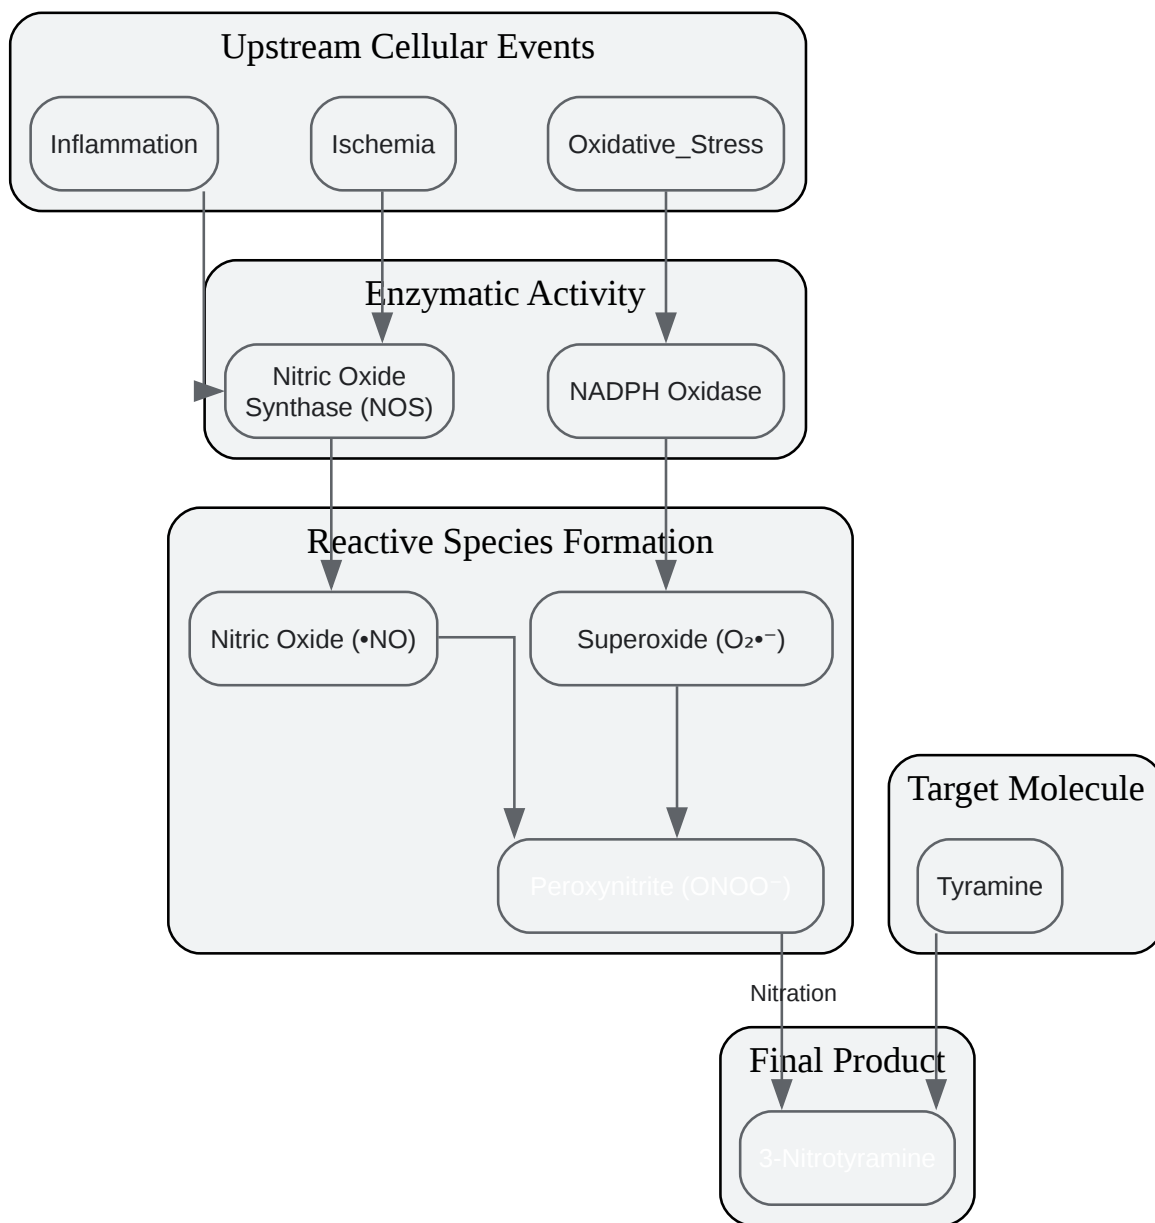 Upstream Cellular Events
Inflammation
Ischemia
Oxidative_Stress
Enzymatic Activity
Nitric Oxide
Synthase (NOS)
NADPH Oxidase
Reactive Species Formation
Nitric Oxide (•NO)
Superoxide (O₂•⁻)
Target Molecule
Peroxynitrite (ONOO⁻)
Tyramine
Nitration
Final Product
3-Nitrotyramine